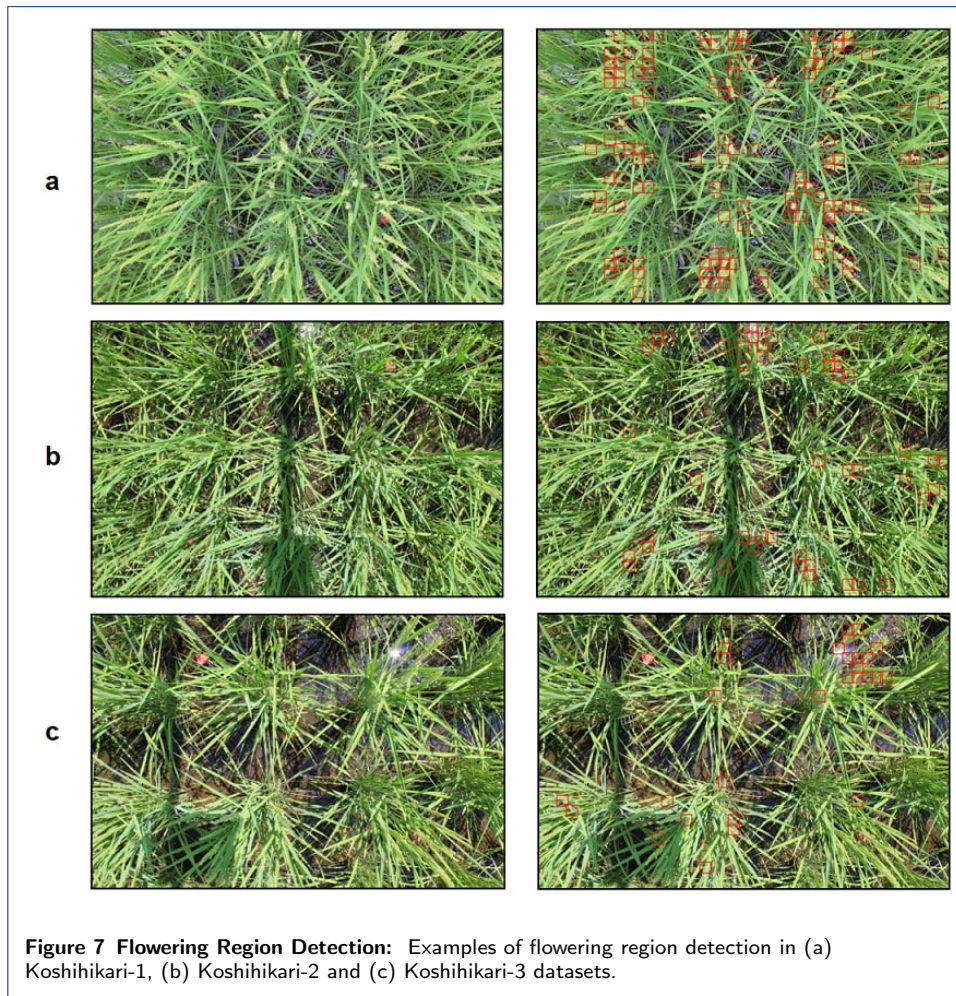 a
b
c
Figure 7 Flowering Region Detection: Examples of flowering region detection in (a)
Koshihikari-1, (b) Koshihikari-2 and (c) Koshihikari-3 datasets.